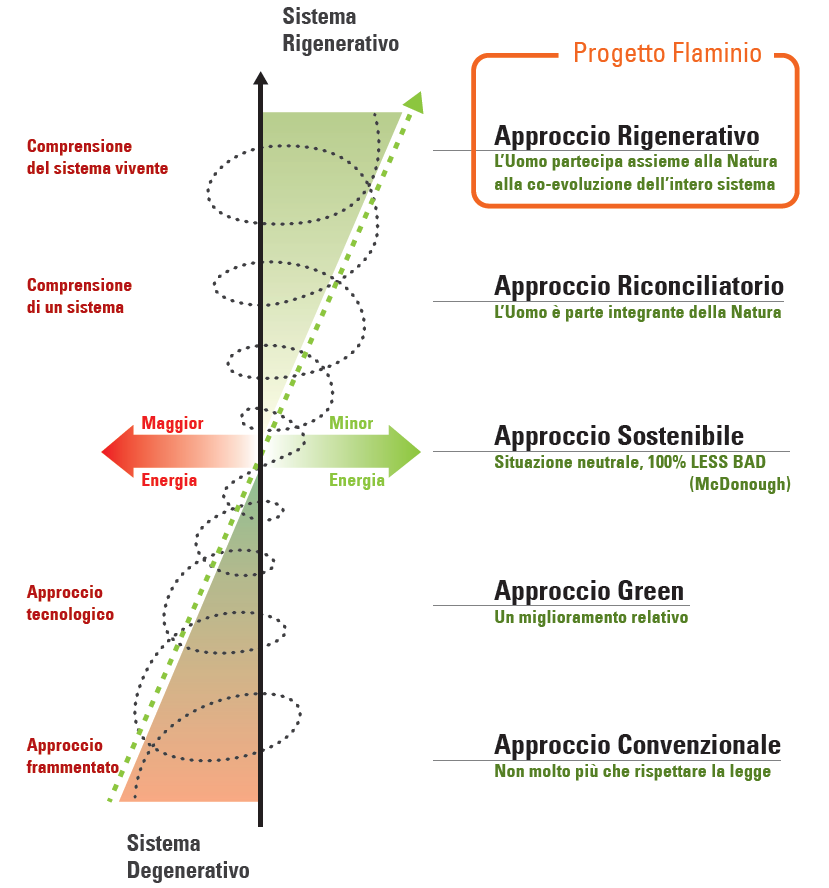 Sistema
Rigenerativo
Progetto Flaminio
Comprensione
del sistema vivente
Approccio Rigenerativo
L'Uomo partecipa assieme alla Natura
alla co-evoluzione dell'intero sistema
Comprensione
di un sistema
Approccio Riconciliatorio
L'Uomo è parte integrante della Natura
Maggior
Energia
Minor
Energia
Approccio Sostenibile
Situazione neutrale, 100% LESS BAD
(McDonough)
Approccio
tecnologico
Approccio Green
Un miglioramento relativo
Approccio
frammentato
Approccio Convenzionale
Non molto più che rispettare la legge
Sistema
Degenerativo